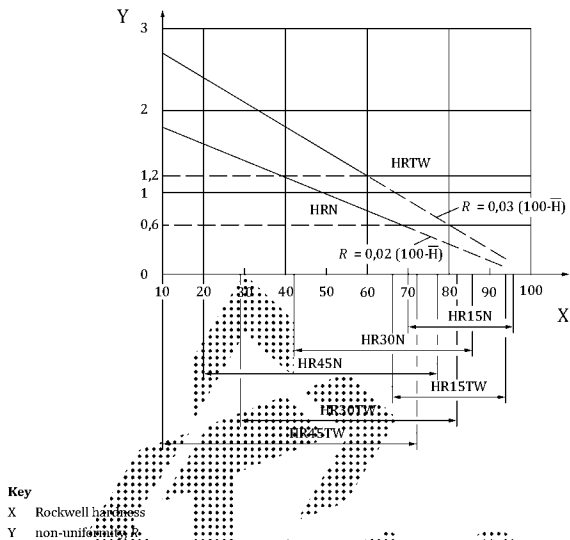 Y
3
2
1,2
1
0,6
0
HRTW
HRN
R = 0,03 (100-H̅)
R = 0,02 (100-H̅)
10 20 30 40 50 60 70 80 90 100
X
HR15N
HR30N
HR45N
HR15TW
HR30TW
HR45TW
Key
X Rockwell hardness
Y non-uniformity, R